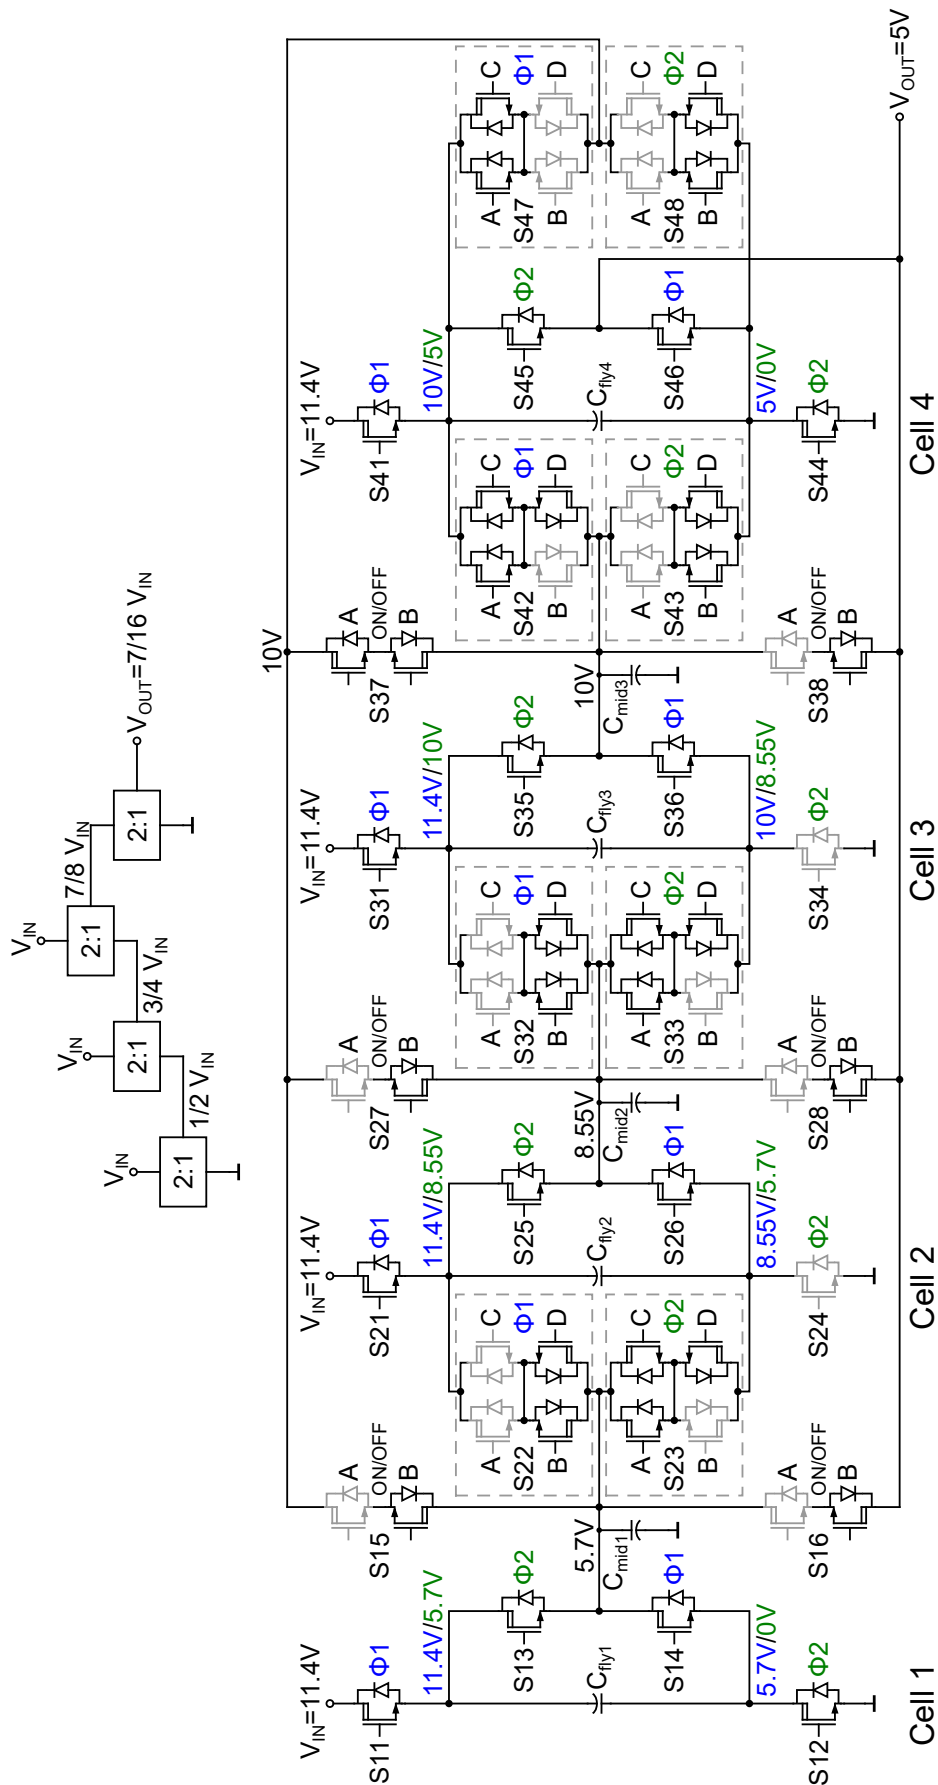 V_IN
2:1
1/2 V_IN
V_IN
2:1
3/4 V_IN
V_IN
2:1
7/8 V_IN
2:1
V_OUT=7/16 V_IN
10V
V_IN=11.4V
S11
Φ1
11.4V/5.7V
S13
Φ2
C_fly1
5.7V
C_mid1
S14
Φ1
5.7V/0V
S12
Φ2
Cell 1
S15
A
ON/OFF
B
S16
A
ON/OFF
B
V_IN=11.4V
S21
Φ1
11.4V/8.55V
A
S22
B
C
Φ1
D
A
S23
B
C
Φ2
D
C_fly2
S25
Φ2
8.55V
C_mid2
S26
Φ1
8.55V/5.7V
S24
Φ2
Cell 2
S27
A
ON/OFF
B
S28
A
ON/OFF
B
V_IN=11.4V
S31
Φ1
11.4V/10V
A
S32
B
C
Φ1
D
A
S33
B
C
Φ2
D
C_fly3
S35
Φ2
10V
C_mid3
S36
Φ1
10V/8.55V
S34
Φ2
Cell 3
S37
A
ON/OFF
B
S38
A
ON/OFF
B
V_IN=11.4V
S41
Φ1
10V/5V
A
S42
B
C
Φ1
D
A
S43
B
C
Φ2
D
C_fly4
S45
Φ2
S46
Φ1
5V/0V
S44
Φ2
A
S47
B
C
Φ1
D
A
S48
B
C
Φ2
D
V_OUT=5V
Cell 4